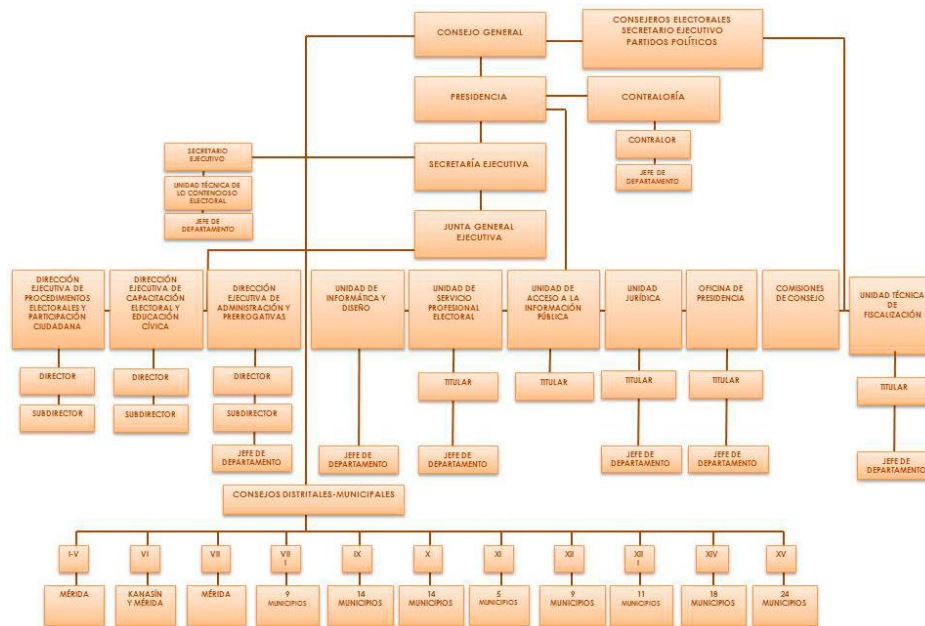 CONSEJO GENERAL
CONSEJEROS ELECTORALES
SECRETARIO EJECUTIVO
PARTIDOS POLÍTICOS
PRESIDENCIA
CONTRALORÍA
CONTRALOR
JEFE DE
DEPARTAMENTO
SECRETARIO
EJECUTIVO
SECRETARÍA EJECUTIVA
UNIDAD TÉCNICA DE
LO CONTENCIOSO
ELECTORAL
JEFE DE
DEPARTAMENTO
JUNTA GENERAL
EJECUTIVA
DIRECCIÓN
EJECUTIVA DE
PROCEDIMIENTOS
ELECTORALES Y
PARTICIPACIÓN
CIUDADANA
DIRECTOR
SUBDIRECTOR
DIRECCIÓN
EJECUTIVA DE
CAPACITACIÓN
ELECTORAL Y
EDUCACIÓN
CÍVICA
DIRECTOR
SUBDIRECTOR
DIRECCIÓN
EJECUTIVA DE
ADMINISTRACIÓN Y
PRERROGATIVAS
DIRECTOR
SUBDIRECTOR
JEFE DE
DEPARTAMENTO
UNIDAD DE
INFORMÁTICA Y
DISEÑO
JEFE DE
DEPARTAMENTO
UNIDAD DE
SERVICIO
PROFESIONAL
ELECTORAL
TITULAR
JEFE DE
DEPARTAMENTO
UNIDAD DE
ACCESO A LA
INFORMACIÓN
PÚBLICA
TITULAR
UNIDAD
JURÍDICA
TITULAR
JEFE DE
DEPARTAMENTO
OFICINA DE
PRESIDENCIA
TITULAR
JEFE DE
DEPARTAMENTO
COMISIONES
DE CONSEJO
UNIDAD TÉCNICA
DE
FISCALIZACIÓN
TITULAR
JEFE DE
DEPARTAMENTO
CONSEJOS DISTRITALES-MUNICIPALES
I-V
MÉRIDA
VI
KANASÍN
Y MÉRIDA
VII
MÉRIDA
VII
I
9
MUNICIPIOS
IX
14
MUNICIPIOS
X
14
MUNICIPIOS
XI
5
MUNICIPIOS
XII
9
MUNICIPIOS
XII
I
11
MUNICIPIOS
XIV
18
MUNICIPIOS
XV
24
MUNICIPIOS